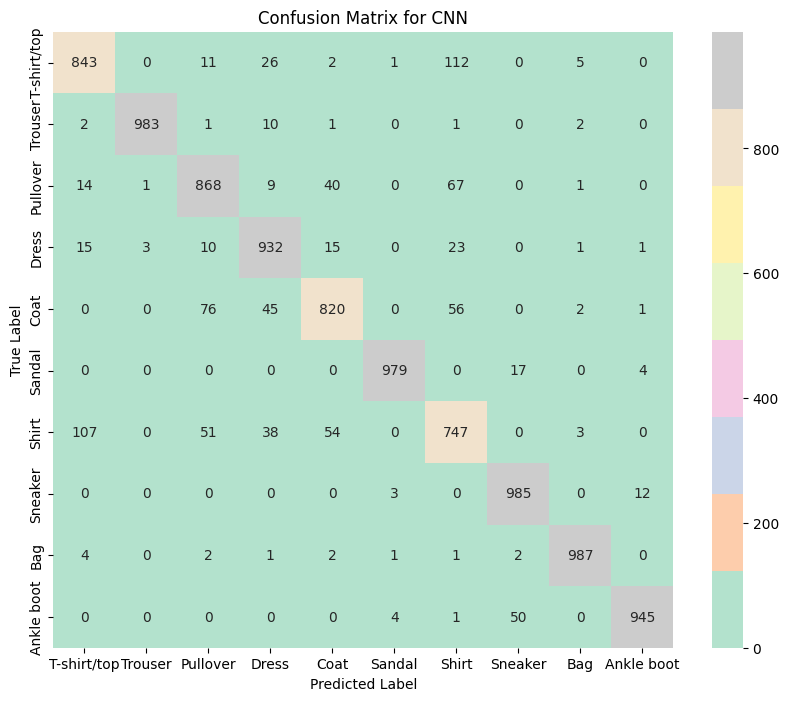 Confusion Matrix for CNN
T-shirt/top 843 0 11 26 2 1 112 0 5 0
Trouser 2 983 1 10 1 0 1 0 2 0
Pullover 14 1 868 9 40 0 67 0 1 0
Dress 15 3 10 932 15 0 23 0 1 1
Coat 0 0 76 45 820 0 56 0 2 1
Sandal 0 0 0 0 0 979 0 17 0 4
Shirt 107 0 51 38 54 0 747 0 3 0
Sneaker 0 0 0 0 0 3 0 985 0 12
Bag 4 0 2 1 2 1 1 2 987 0
Ankle boot 0 0 0 0 0 4 1 50 0 945
T-shirt/top Trouser Pullover Dress Coat Sandal Shirt Sneaker Bag Ankle boot
Predicted Label
True Label
800
600
400
200
0